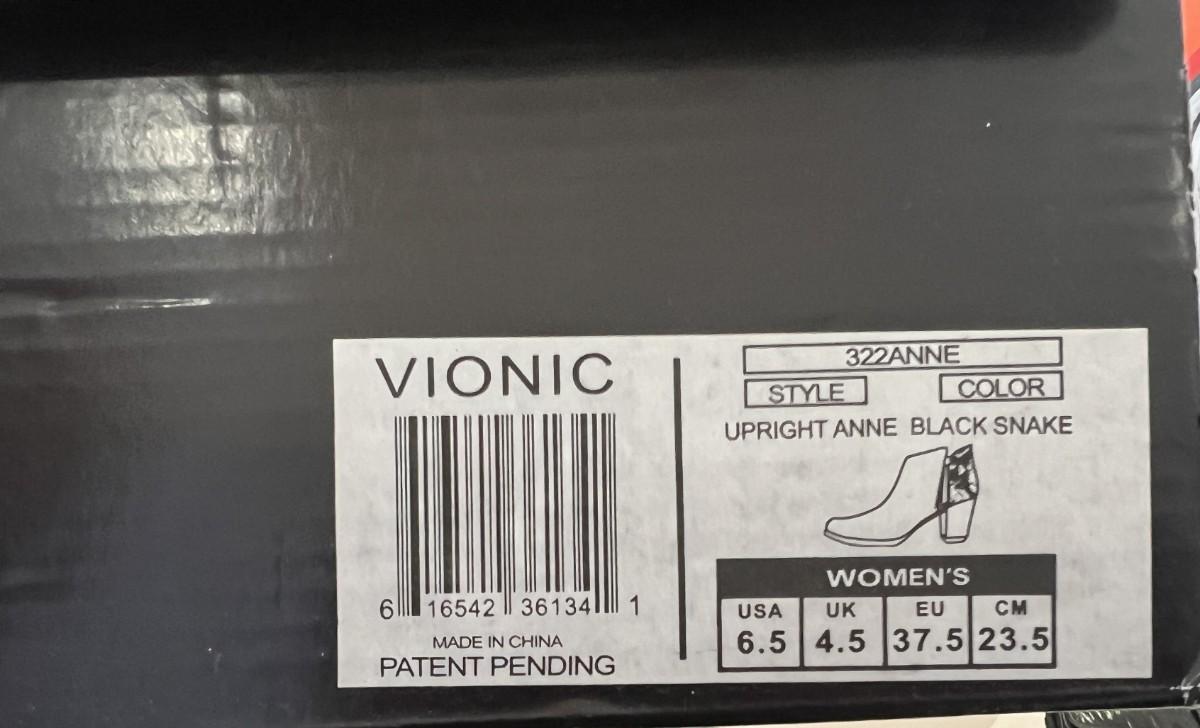 VIONIC
6 16542 36134 1
MADE IN CHINA
PATENT PENDING
322ANNE
STYLE COLOR
UPRIGHT ANNE BLACK SNAKE
WOMEN'S
USA UK EU CM
6.5 4.5 37.5 23.5